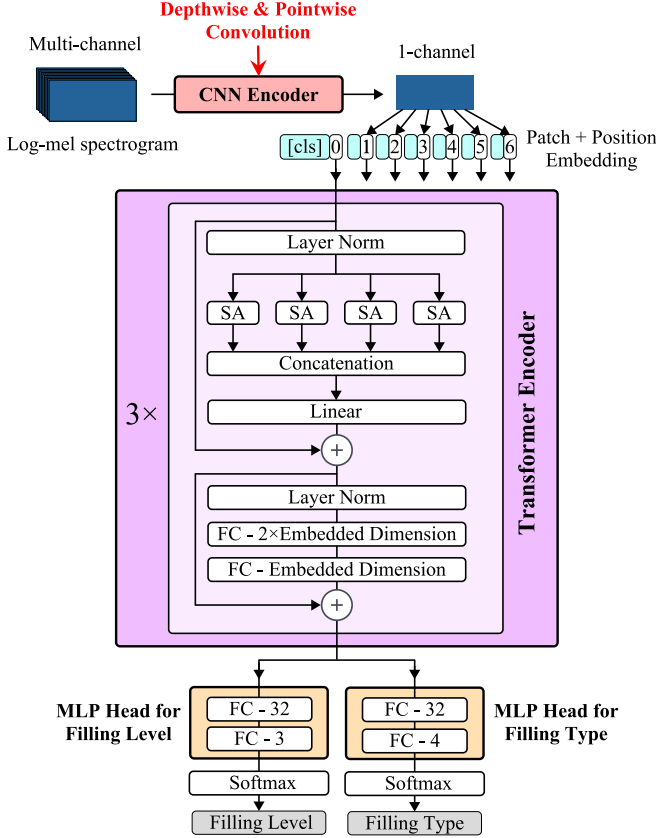 Depthwise & Pointwise
Convolution
Multi-channel
1-channel
CNN Encoder
Log-mel spectrogram
[cls] 0 1 2 3 4 5 6
Patch + Position
Embedding
Layer Norm
SA SA SA SA
Concatenation
3×
Linear
+
Transformer Encoder
Layer Norm
FC - 2×Embedded Dimension
FC - Embedded Dimension
+
MLP Head for
Filling Level
FC - 32
FC - 3
FC - 32
FC - 4
MLP Head for
Filling Type
Softmax
Softmax
Filling Level
Filling Type